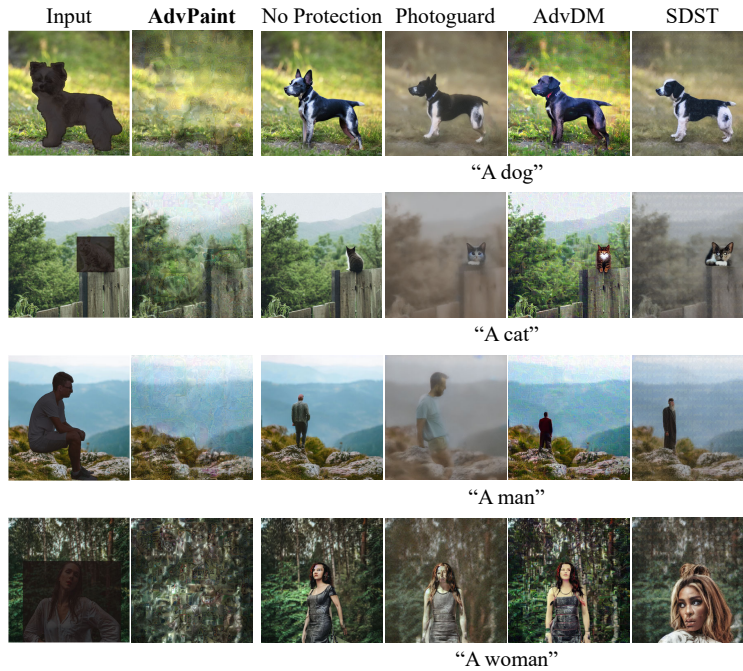 Input AdvPaint No Protection Photoguard AdvDM SDST
“A dog”
“A cat”
“A man”
“A woman”